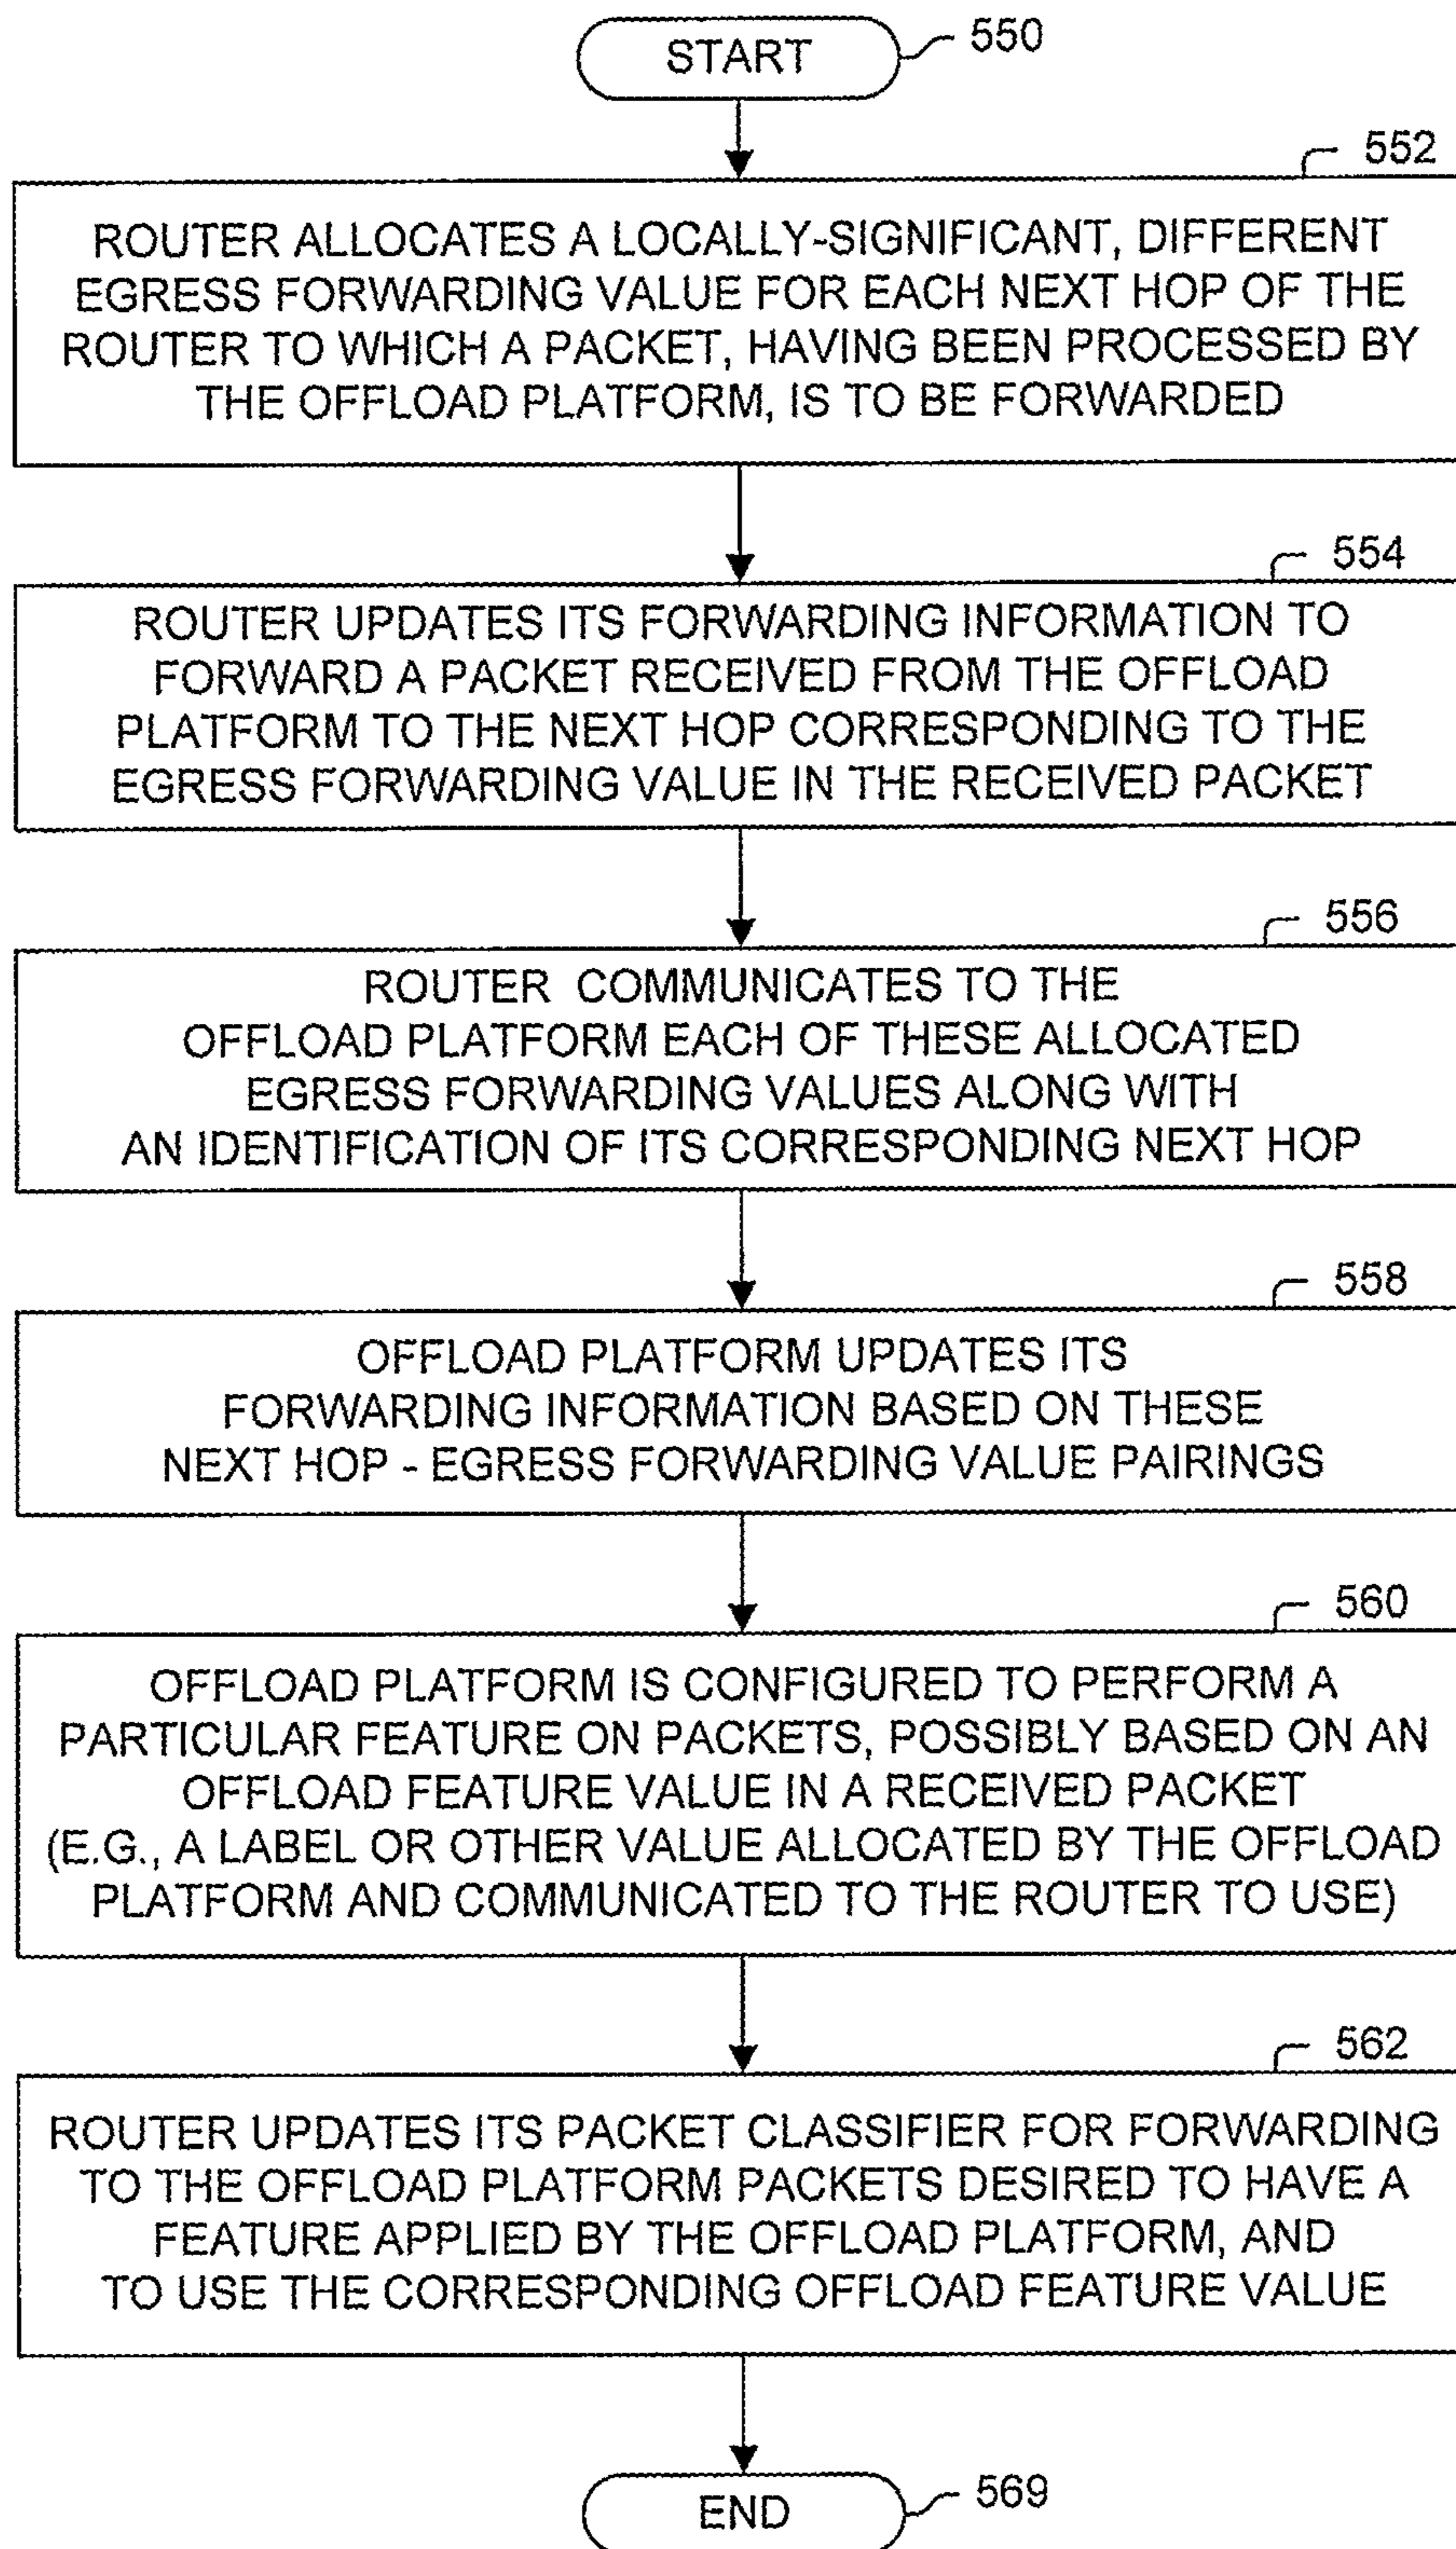 START
550
552
ROUTER ALLOCATES A LOCALLY-SIGNIFICANT, DIFFERENT
EGRESS FORWARDING VALUE FOR EACH NEXT HOP OF THE
ROUTER TO WHICH A PACKET, HAVING BEEN PROCESSED BY
THE OFFLOAD PLATFORM, IS TO BE FORWARDED
554
ROUTER UPDATES ITS FORWARDING INFORMATION TO
FORWARD A PACKET RECEIVED FROM THE OFFLOAD
PLATFORM TO THE NEXT HOP CORRESPONDING TO THE
EGRESS FORWARDING VALUE IN THE RECEIVED PACKET
556
ROUTER COMMUNICATES TO THE
OFFLOAD PLATFORM EACH OF THESE ALLOCATED
EGRESS FORWARDING VALUES ALONG WITH
AN IDENTIFICATION OF ITS CORRESPONDING NEXT HOP
558
OFFLOAD PLATFORM UPDATES ITS
FORWARDING INFORMATION BASED ON THESE
NEXT HOP - EGRESS FORWARDING VALUE PAIRINGS
560
OFFLOAD PLATFORM IS CONFIGURED TO PERFORM A
PARTICULAR FEATURE ON PACKETS, POSSIBLY BASED ON AN
OFFLOAD FEATURE VALUE IN A RECEIVED PACKET
(E.G., A LABEL OR OTHER VALUE ALLOCATED BY THE OFFLOAD
PLATFORM AND COMMUNICATED TO THE ROUTER TO USE)
562
ROUTER UPDATES ITS PACKET CLASSIFIER FOR FORWARDING
TO THE OFFLOAD PLATFORM PACKETS DESIRED TO HAVE A
FEATURE APPLIED BY THE OFFLOAD PLATFORM, AND
TO USE THE CORRESPONDING OFFLOAD FEATURE VALUE
END
569